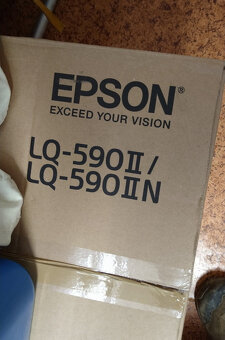 EPSON®
EXCEED YOUR VISION
LQ-590II/
LQ-590IIN